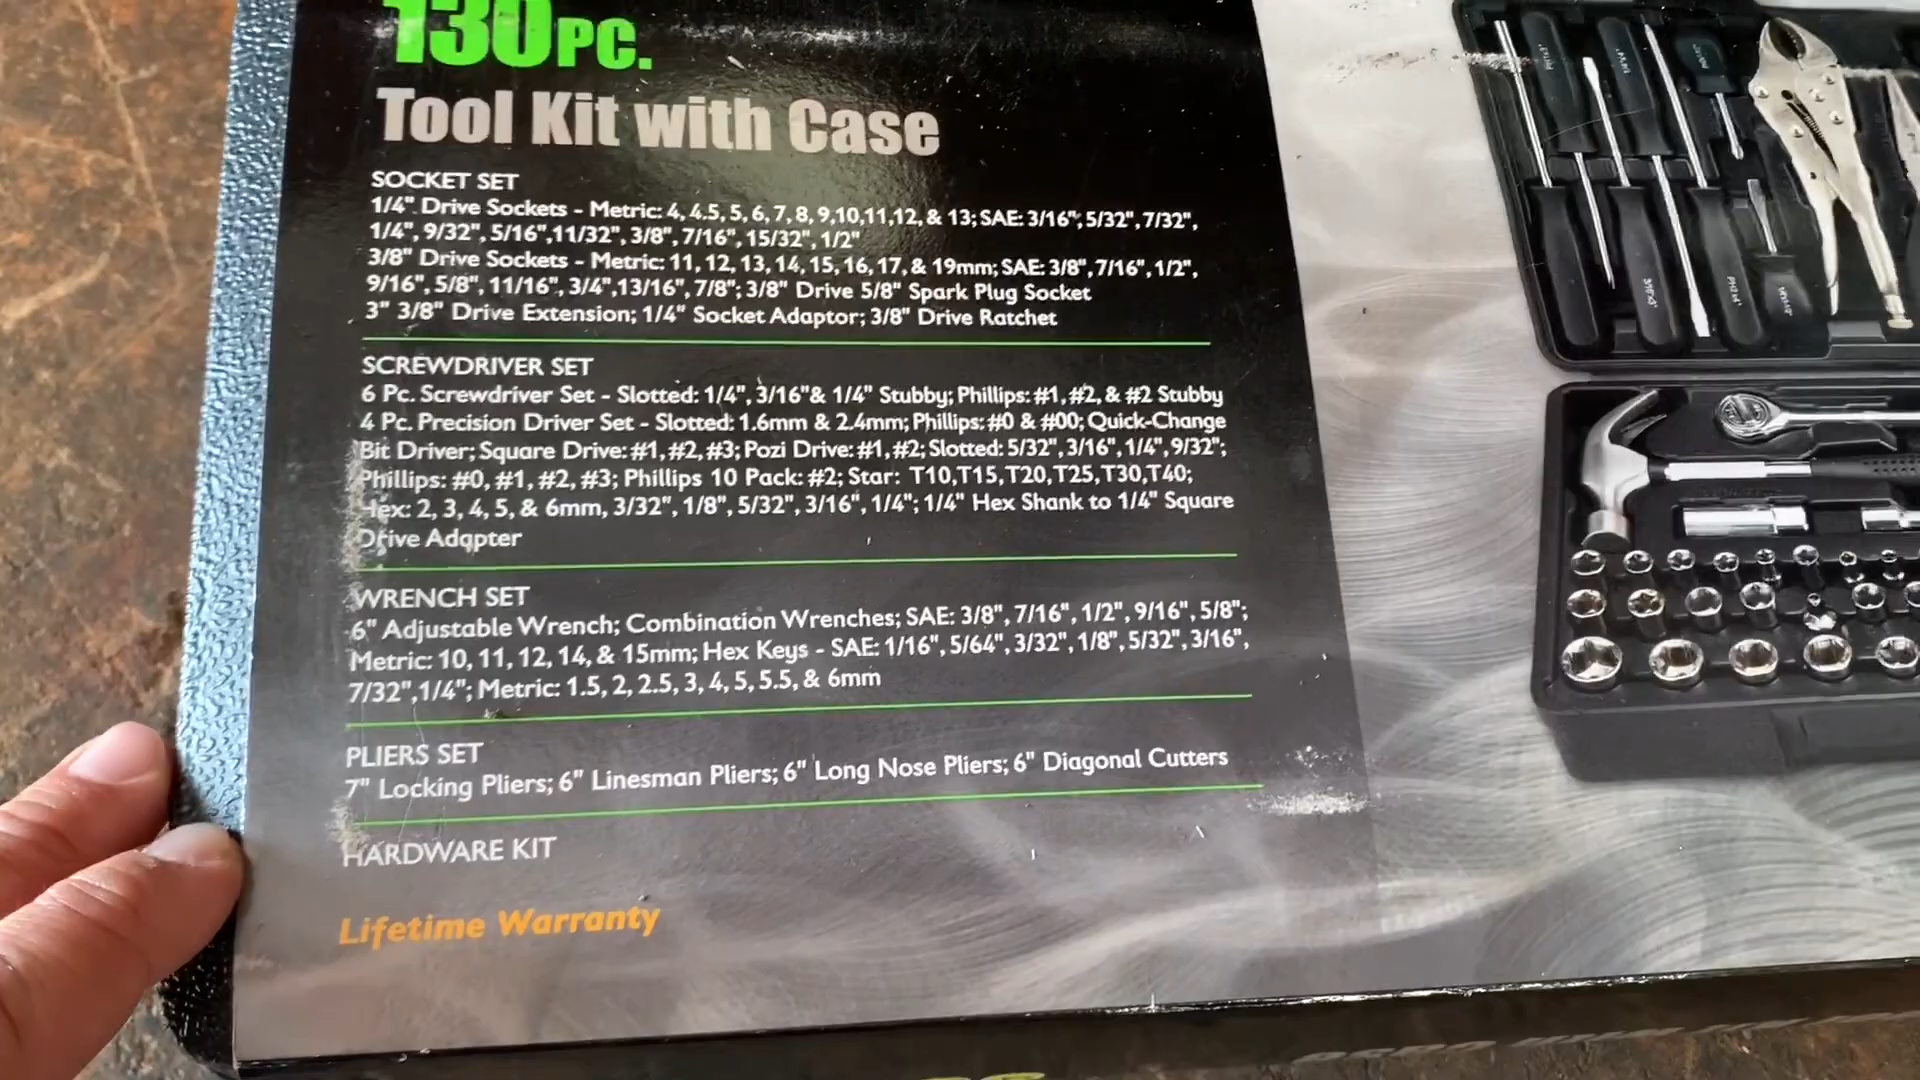 130PC.
Tool Kit with Case
SOCKET SET
1/4" Drive Sockets - Metric: 4, 4.5, 5, 6, 7, 8, 9,10,11,12, & 13; SAE: 3/16", 5/32", 7/32",
1/4", 9/32", 5/16",11/32", 3/8", 7/16", 15/32", 1/2"
3/8" Drive Sockets - Metric: 11, 12, 13, 14, 15, 16, 17, & 19mm; SAE: 3/8", 7/16", 1/2",
9/16", 5/8", 11/16", 3/4",13/16", 7/8"; 3/8" Drive 5/8" Spark Plug Socket
3" 3/8" Drive Extension; 1/4" Socket Adaptor; 3/8" Drive Ratchet
SCREWDRIVER SET
6 Pc. Screwdriver Set - Slotted: 1/4", 3/16"& 1/4" Stubby; Phillips: #1, #2, & #2 Stubby
4 Pc. Precision Driver Set - Slotted: 1.6mm & 2.4mm; Phillips: #0 & #00; Quick-Change
Bit Driver; Square Drive: #1, #2, #3; Pozi Drive: #1, #2; Slotted: 5/32", 3/16", 1/4", 9/32";
Phillips: #0, #1, #2, #3; Phillips 10 Pack: #2; Star: T10,T15,T20,T25,T30,T40;
Hex: 2, 3, 4, 5, & 6mm, 3/32", 1/8", 5/32", 3/16", 1/4"; 1/4" Hex Shank to 1/4" Square
Drive Adapter
WRENCH SET
6" Adjustable Wrench; Combination Wrenches; SAE: 3/8", 7/16", 1/2", 9/16", 5/8";
Metric: 10, 11, 12, 14, & 15mm; Hex Keys - SAE: 1/16", 5/64", 3/32", 1/8", 5/32", 3/16",
7/32",1/4"; Metric: 1.5, 2, 2.5, 3, 4, 5, 5.5, & 6mm
PLIERS SET
7" Locking Pliers; 6" Linesman Pliers; 6" Long Nose Pliers; 6" Diagonal Cutters
HARDWARE KIT
Lifetime Warranty